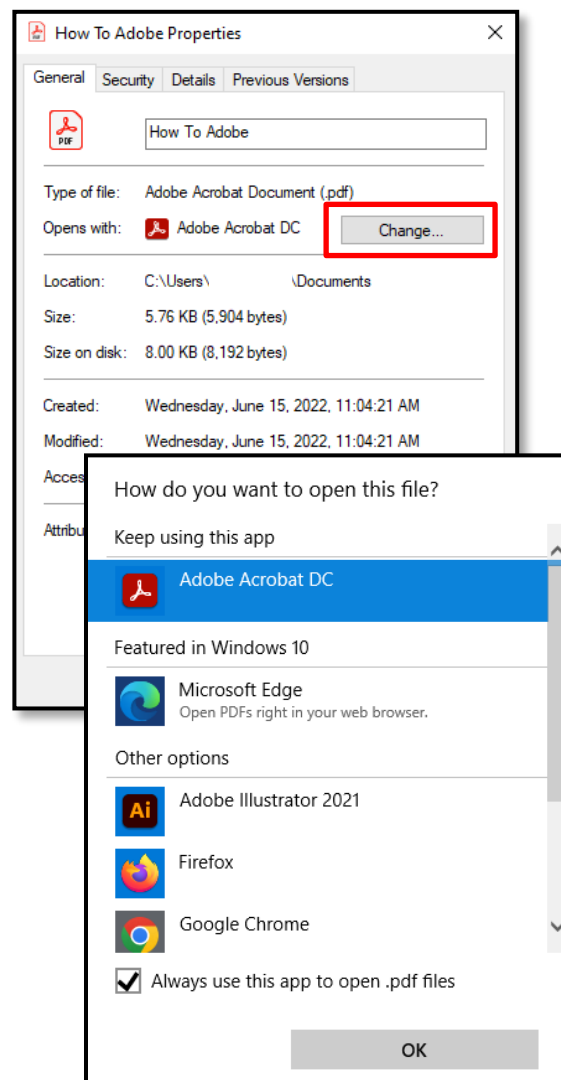 How To Adobe Properties
General Security Details Previous Versions
PDF
How To Adobe
Type of file: Adobe Acrobat Document (.pdf)
Opens with: Adobe Acrobat DC Change...
Location: C:\Users\ \Documents
Size: 5.76 KB (5,904 bytes)
Size on disk: 8.00 KB (8,192 bytes)
Created: Wednesday, June 15, 2022, 11:04:21 AM
Modified: Wednesday, June 15, 2022, 11:04:21 AM
Acces
Attribu
How do you want to open this file?
Keep using this app
Adobe Acrobat DC
Featured in Windows 10
Microsoft Edge
Open PDFs right in your web browser.
Other options
Ai Adobe Illustrator 2021
Firefox
Google Chrome
Always use this app to open .pdf files
OK